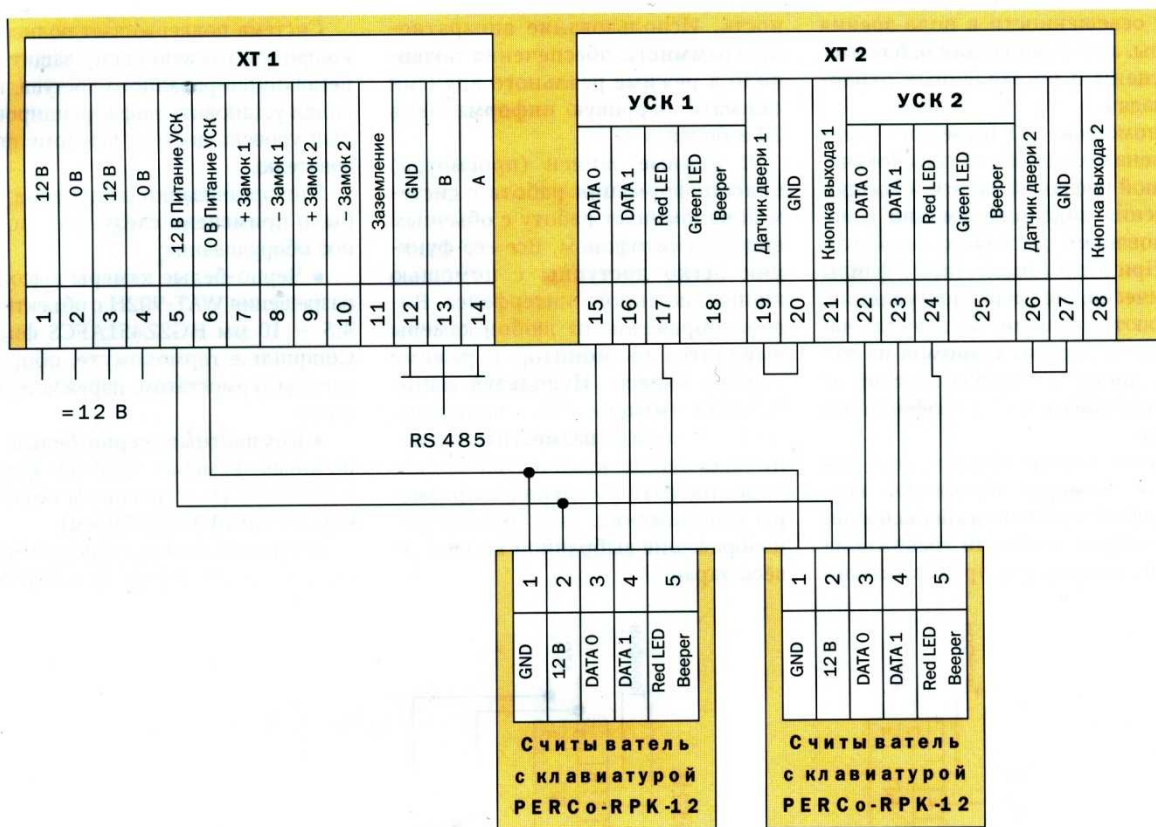 XT 1
XT 2
УСК 1
УСК 2
12 В
0 В
12 В
0 В
12 В Питание УСК
0 В Питание УСК
+ Замок 1
− Замок 1
+ Замок 2
− Замок 2
Заземление
GND
B
A
DATA 0
DATA 1
Red LED
Green LED
Beeper
Датчик двери 1
GND
Кнопка выхода 1
DATA 0
DATA 1
Red LED
Green LED
Beeper
Датчик двери 2
GND
Кнопка выхода 2
1 2 3 4 5 6 7 8 9 10 11 12 13 14
15 16 17 18 19 20 21 22 23 24 25 26 27 28
=12 В
RS 485
1 2 3 4 5
GND
12 В
DATA 0
DATA 1
Red LED
Beeper
Считыватель
с клавиатурой
PERCo-RPK-12
1 2 3 4 5
GND
12 В
DATA 0
DATA 1
Red LED
Beeper
Считыватель
с клавиатурой
PERCo-RPK-12